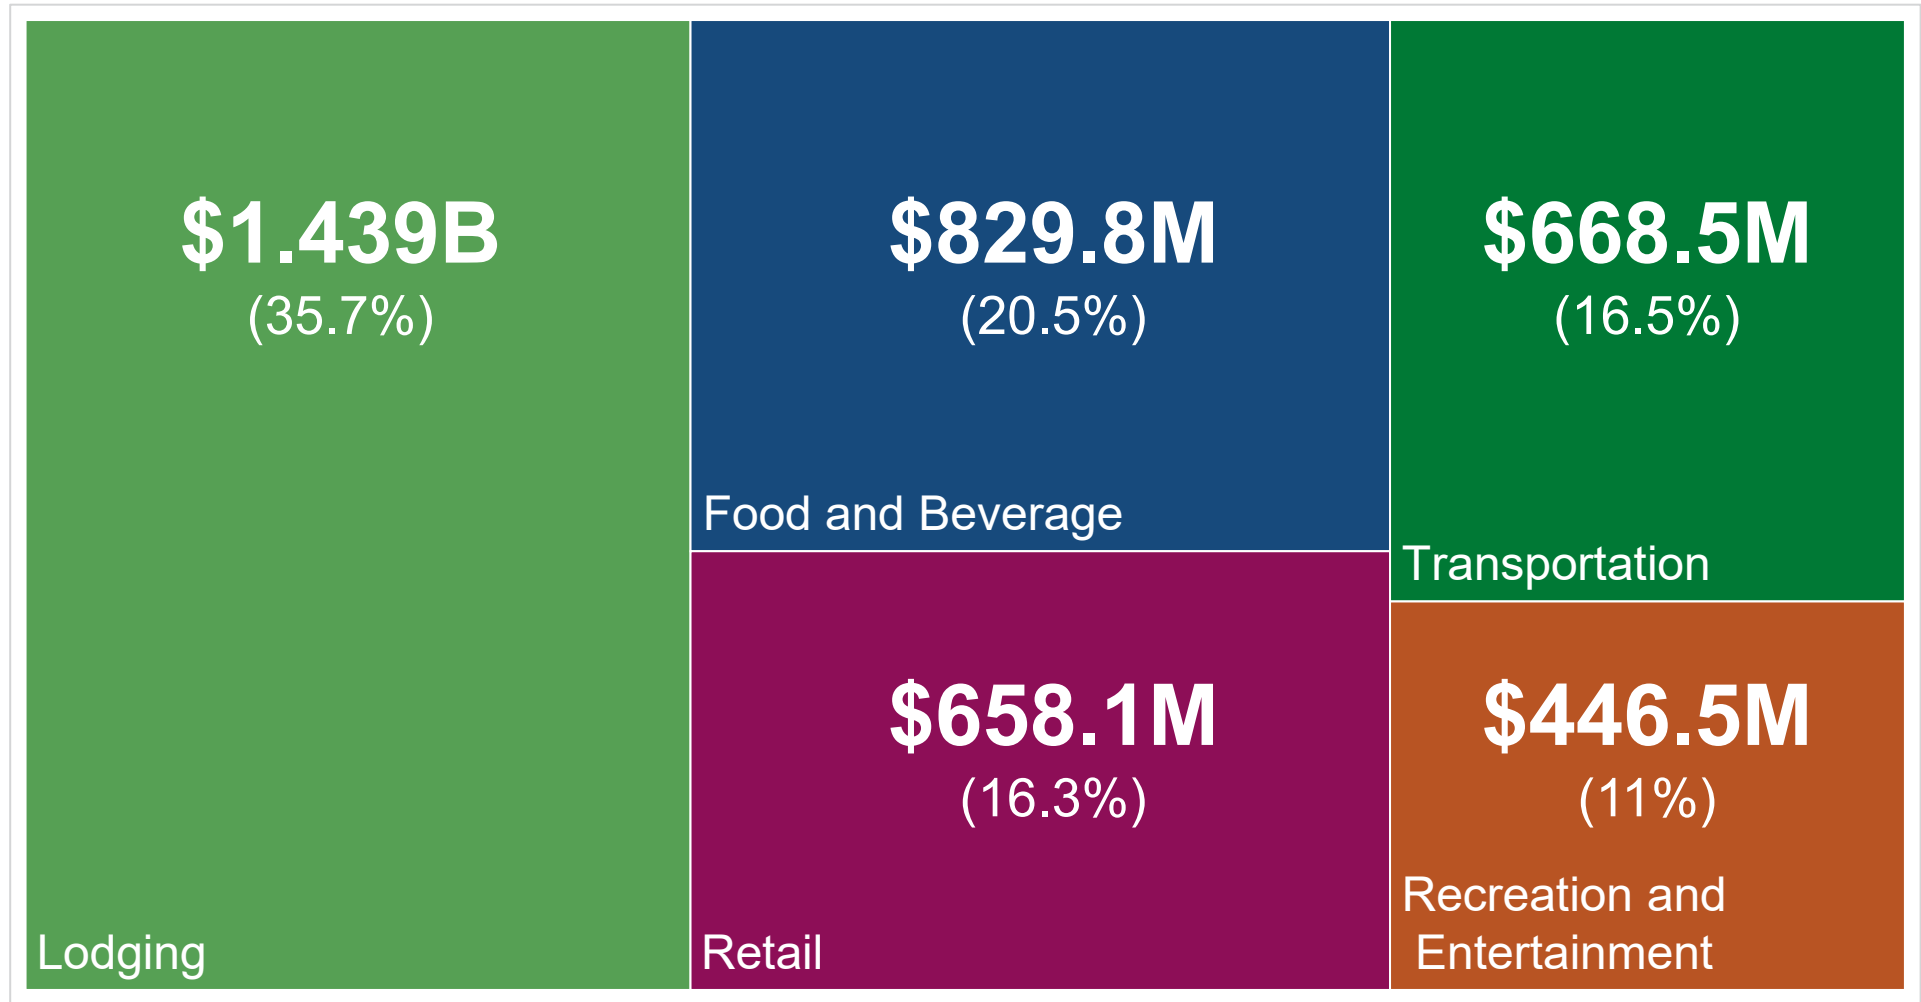 $1.439B
(35.7%)
Lodging
$829.8M
(20.5%)
Food and Beverage
$658.1M
(16.3%)
Retail
$668.5M
(16.5%)
Transportation
$446.5M
(11%)
Recreation and
Entertainment